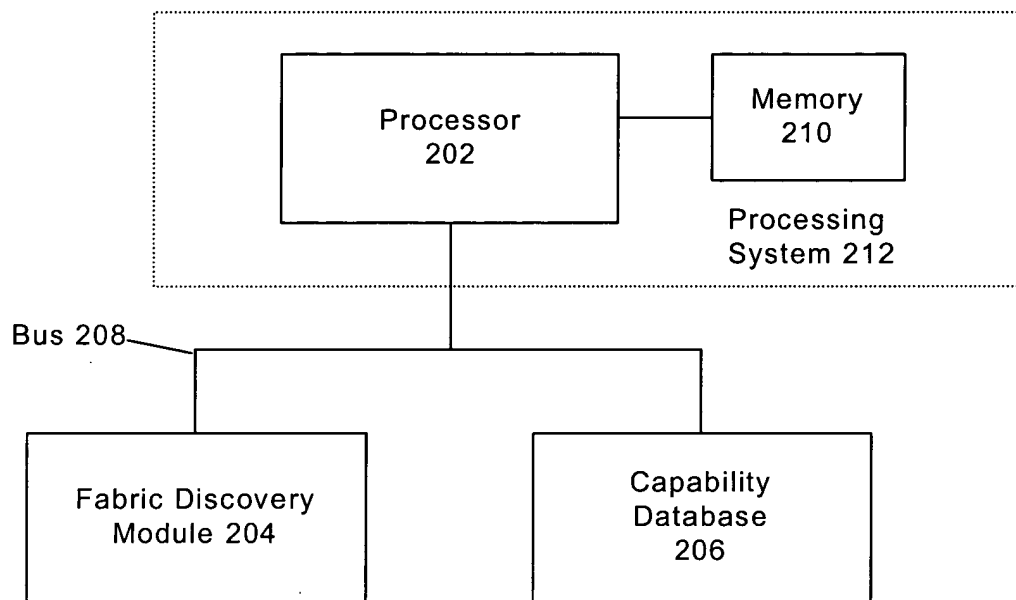 Processor
202
Memory
210
Processing
System 212
Bus 208
Fabric Discovery
Module 204
Capability
Database
206